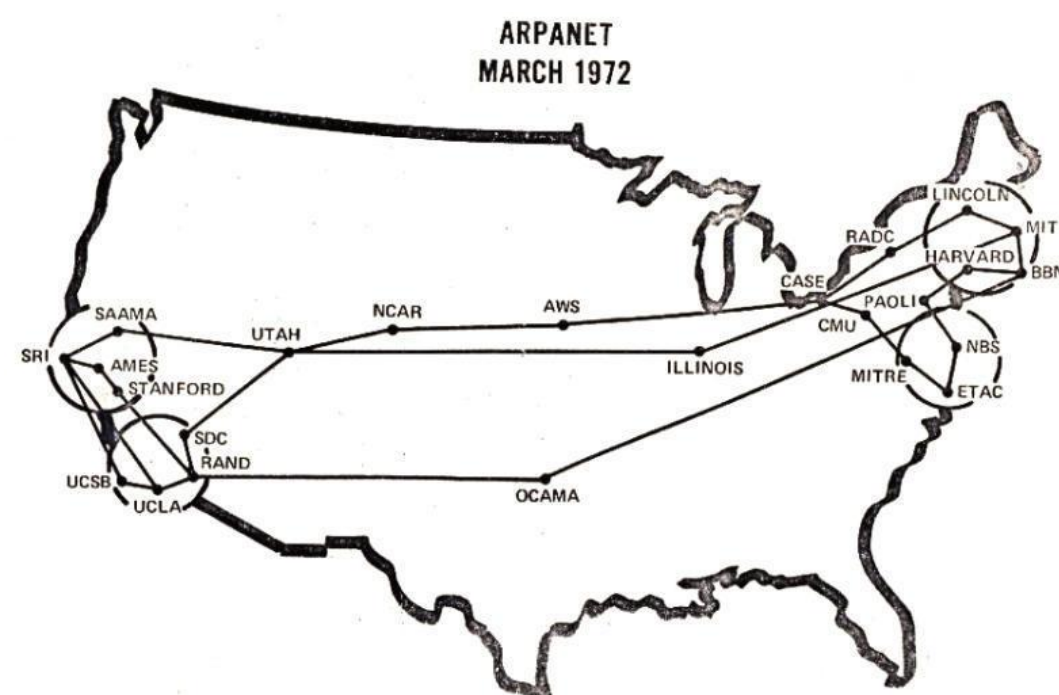 ARPANET
MARCH 1972
LINCOLN
MIT
RADC
HARVARD
BBN
CASE
PAOLI
SAAMA
NCAR
AWS
CMU
UTAH
SRI
AMES
ILLINOIS
NBS
MITRE
STANFORD
ETAC
SDC
RAND
UCSB
OCAMA
UCLA